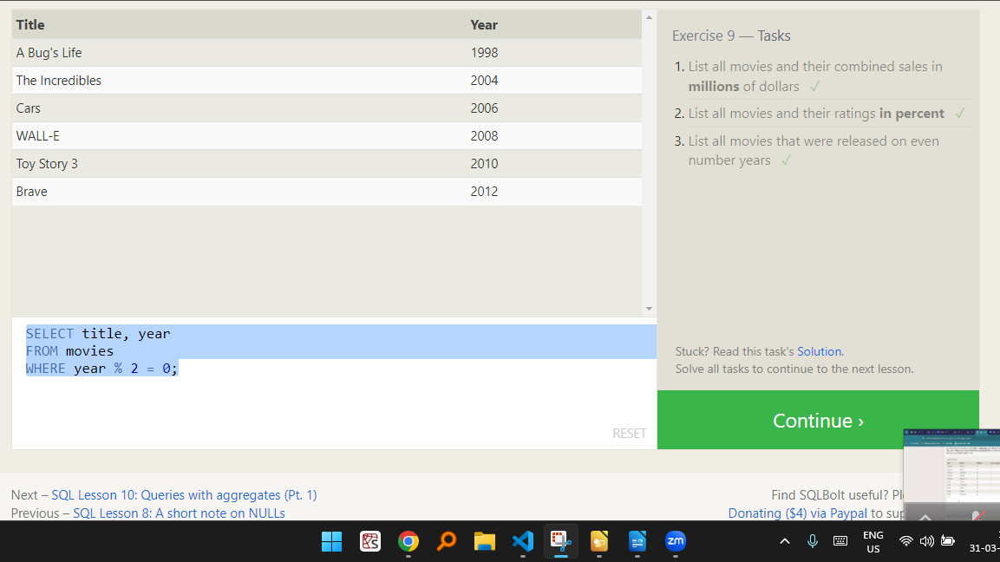 Title Year
A Bug's Life 1998
The Incredibles 2004
Cars 2006
WALL-E 2008
Toy Story 3 2010
Brave 2012
SELECT title, year
FROM movies
WHERE year % 2 = 0;
RESET
Exercise 9 — Tasks
1. List all movies and their combined sales in
millions of dollars ✓
2. List all movies and their ratings in percent ✓
3. List all movies that were released on even
number years ✓
Stuck? Read this task's Solution.
Solve all tasks to continue to the next lesson.
Continue ›
Next – SQL Lesson 10: Queries with aggregates (Pt. 1)
Previous – SQL Lesson 8: A short note on NULLs
Find SQLBolt useful?
Donating ($4) via Paypal to
zm
ENG
US
31-03-